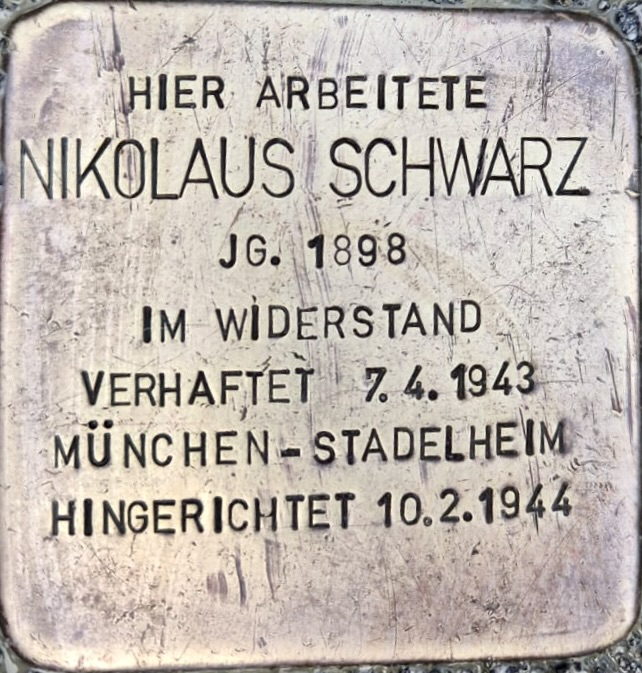 HIER ARBEITETE
NIKOLAUS SCHWARZ
JG. 1898
IM WIDERSTAND
VERHAFTET 7.4.1943
MÜNCHEN-STADELHEIM
HINGERICHTET 10.2.1944